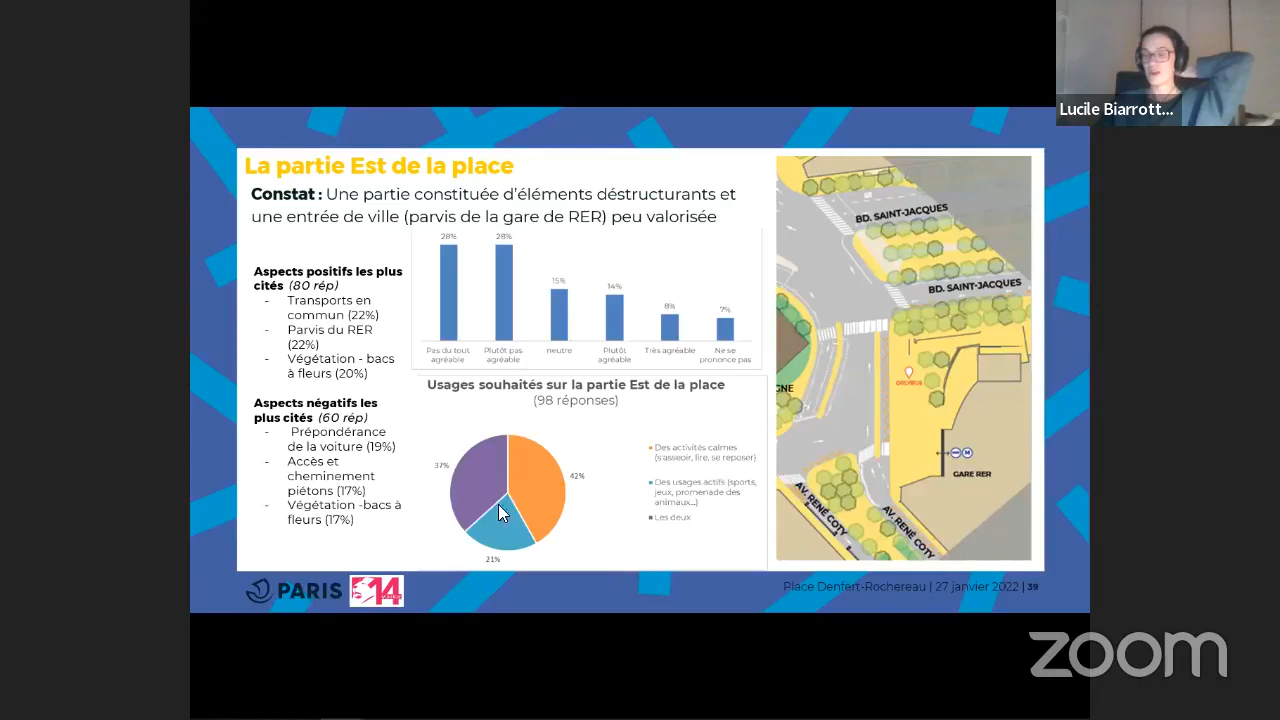 Lucile Biarrott...
La partie Est de la place
Constat : Une partie constituée d'éléments déstructurants et
une entrée de ville (parvis de la gare de RER) peu valorisée
Aspects positifs les plus
cités (80 rép)
- Transports en
commun (22%)
- Parvis du RER
(22%)
- Végétation - bacs
à fleurs (20%)
Aspects négatifs les
plus cités (60 rép)
- Prépondérance
de la voiture (19%)
- Accès et
cheminement
piétons (17%)
- Végétation -bacs à
fleurs (17%)
28%
28%
15%
14%
8%
7%
Pas du tout
agréable
Plutôt pas
agréable
neutre
Plutôt
agréable
Très agréable
Ne se
prononce pas
Usages souhaités sur la partie Est de la place
(98 réponses)
37%
42%
21%
Des activités calmes
(s'asseoir, lire, se reposer)
Des usages actifs (sports,
jeux, promenade des
animaux...)
Les deux
BD. SAINT-JACQUES
BD. SAINT-JACQUES
ORLYBUS
GNE
GARE RER
AV. RENÉ COTY
AV. RENÉ COTY
PARIS
MAIRIE 14
Place Denfert-Rochereau | 27 janvier 2022 | 39
zoom